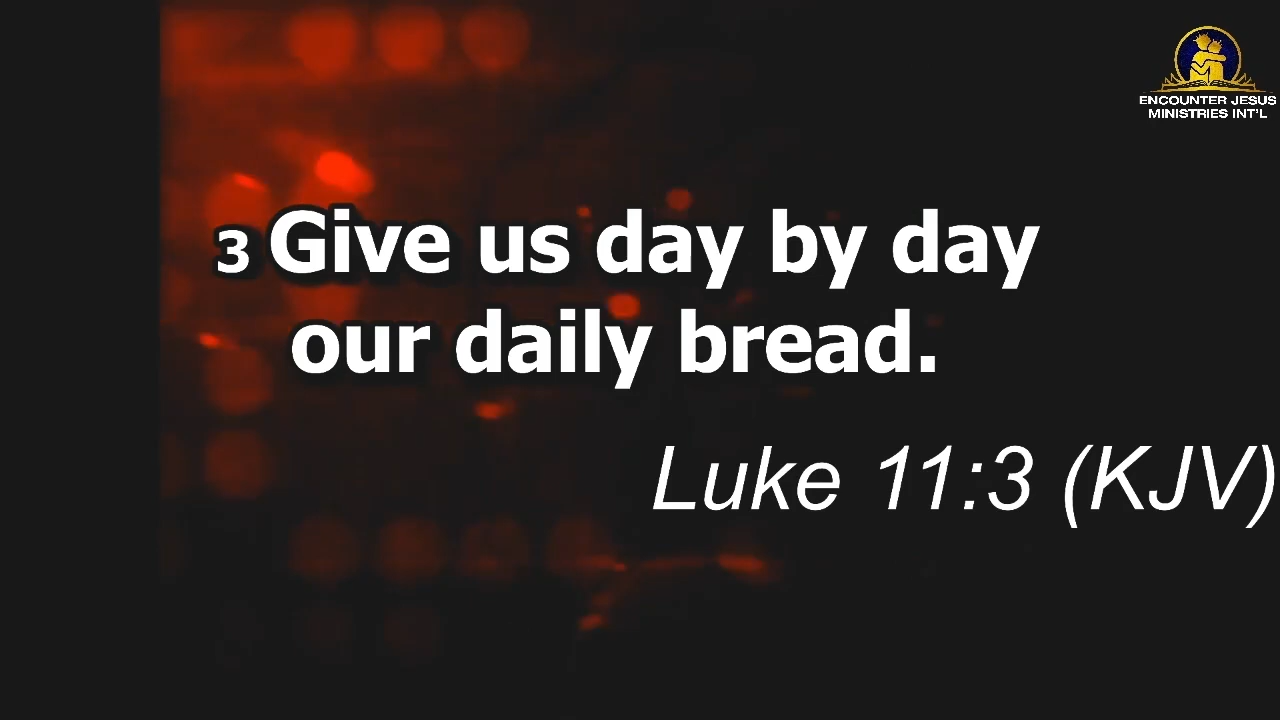 ENCOUNTER JESUS
MINISTRIES INT'L
3 Give us day by day
our daily bread.
Luke 11:3 (KJV)